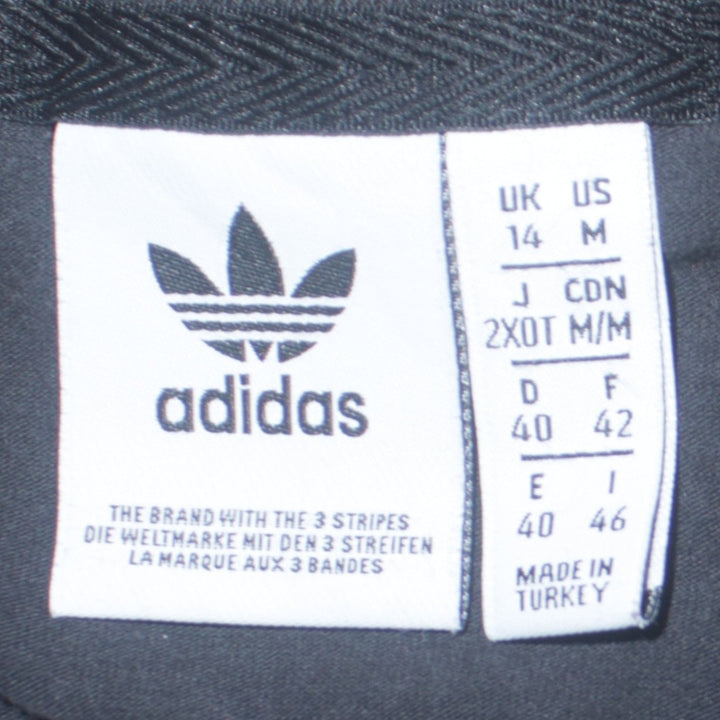 adidas
THE BRAND WITH THE 3 STRIPES
DIE WELTMARKE MIT DEN 3 STREIFEN
LA MARQUE AUX 3 BANDES
UK US
14 M
J CDN
2XOT M/M
D F
40 42
E I
40 46
MADE IN
TURKEY